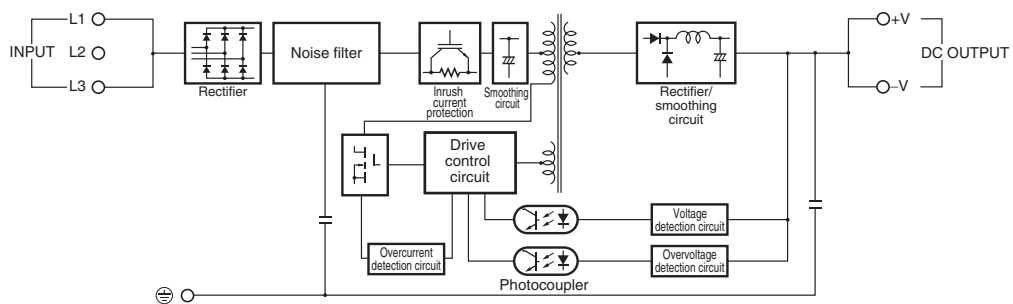 L1
INPUT
L2
L3
Rectifier
Noise filter
Inrush
current
protection
Smoothing
circuit
Rectifier/
smoothing
circuit
+V
DC OUTPUT
−V
Drive
control
circuit
Overcurrent
detection circuit
Voltage
detection circuit
Overvoltage
detection circuit
Photocoupler